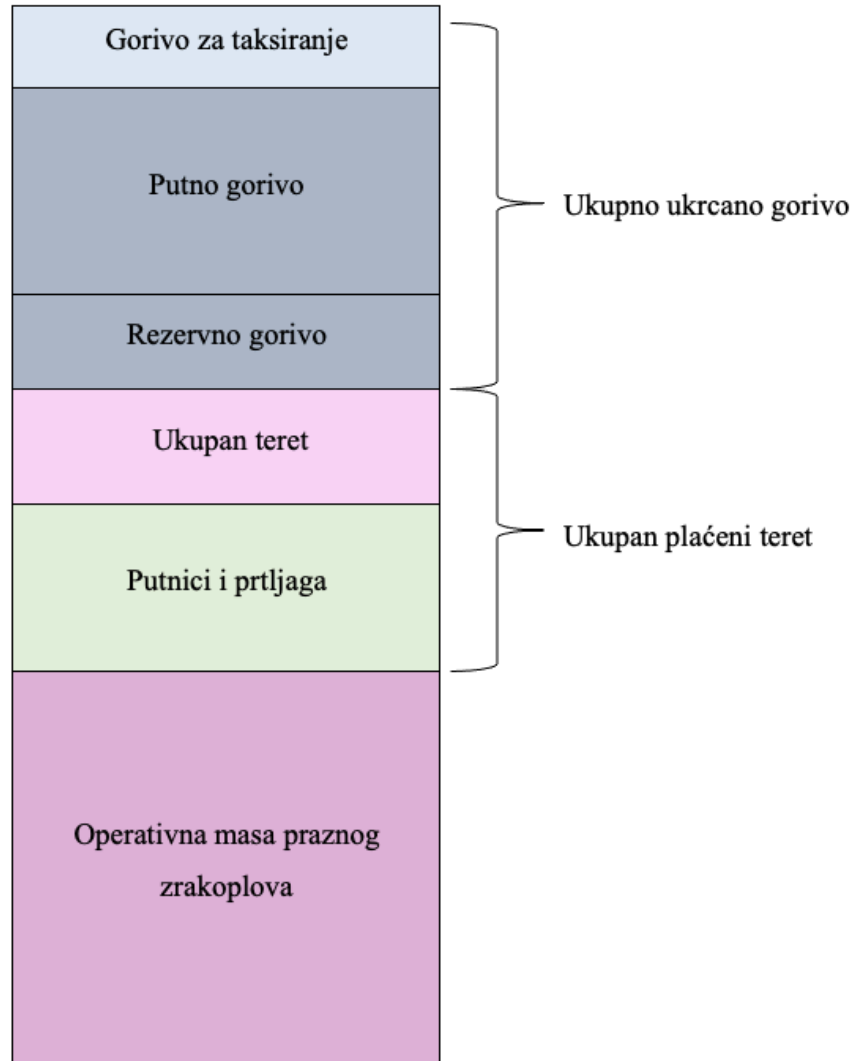 Gorivo za taksiranje
Putno gorivo
Ukupno ukrcano gorivo
Rezervno gorivo
Ukupan teret
Ukupan plaćeni teret
Putnici i prtljaga
Operativna masa praznog
zrakoplova